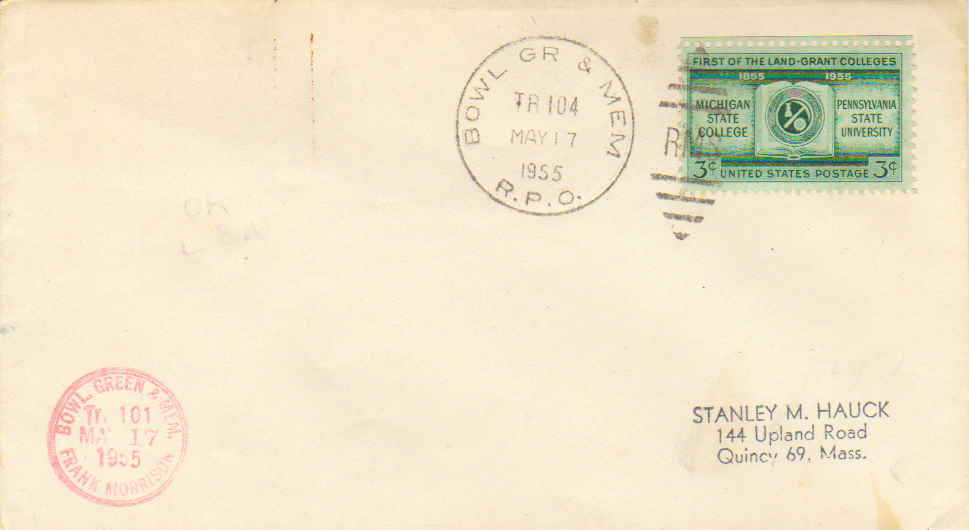 BOWL GR & MEM
TR 104
MAY 17
1955
R.P.O.
RMS
FIRST OF THE LAND-GRANT COLLEGES
1855 1955
MICHIGAN STATE COLLEGE
PENNSYLVANIA STATE UNIVERSITY
3¢ UNITED STATES POSTAGE 3¢
OK
BOWL. GREEN & MEM.
Tr. 101
MAY 17
1955
FRANK MORRISON
STANLEY M. HAUCK
144 Upland Road
Quincy 69, Mass.